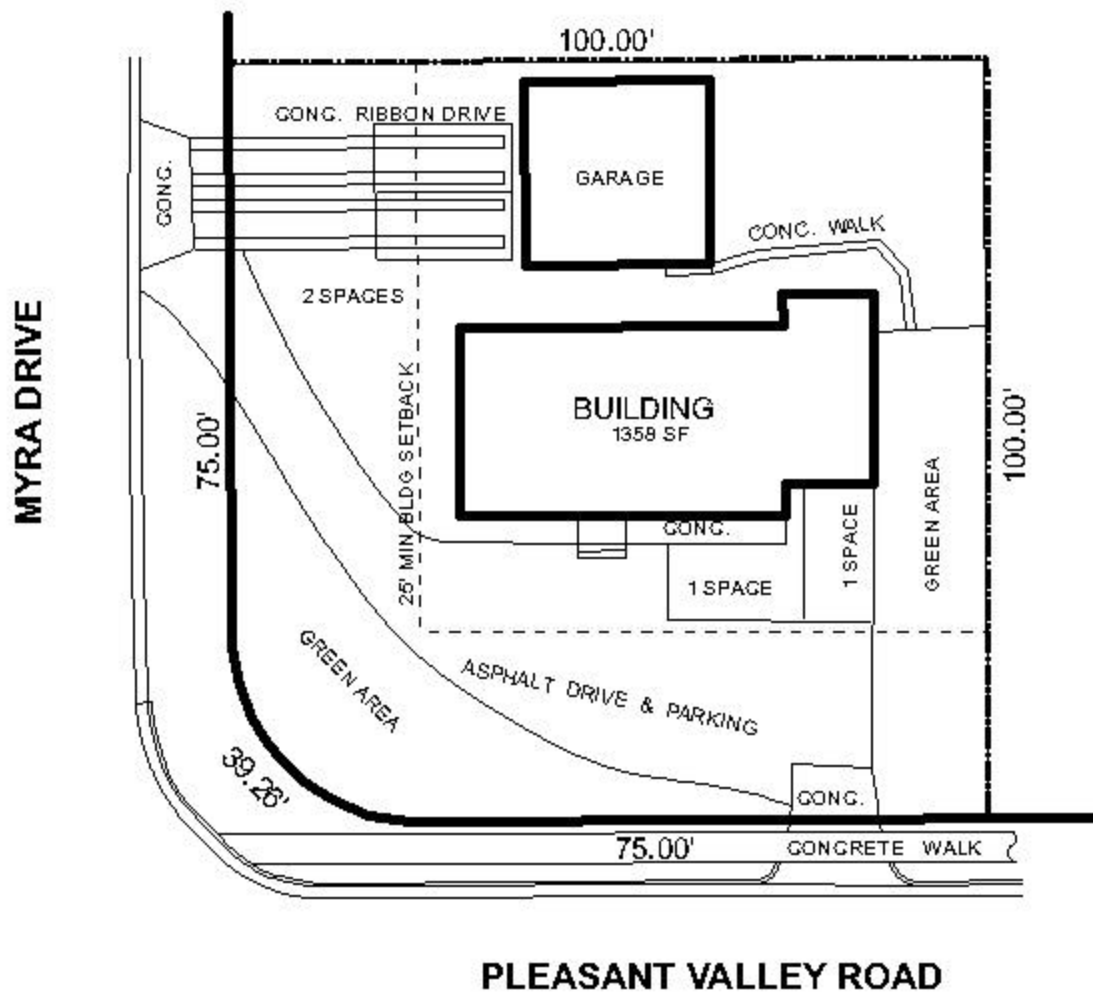 100.00'
CONC. RIBBON DRIVE
CONC.
GARAGE
CONC. WALK
2 SPACES
MYRA DRIVE
75.00'
25' MIN BLDG SETBACK
BUILDING
1358 SF
100.00'
GREEN AREA
CONC.
1 SPACE
1 SPACE
GREEN AREA
ASPHALT DRIVE & PARKING
39.26'
CONC.
75.00'
CONCRETE WALK
PLEASANT VALLEY ROAD